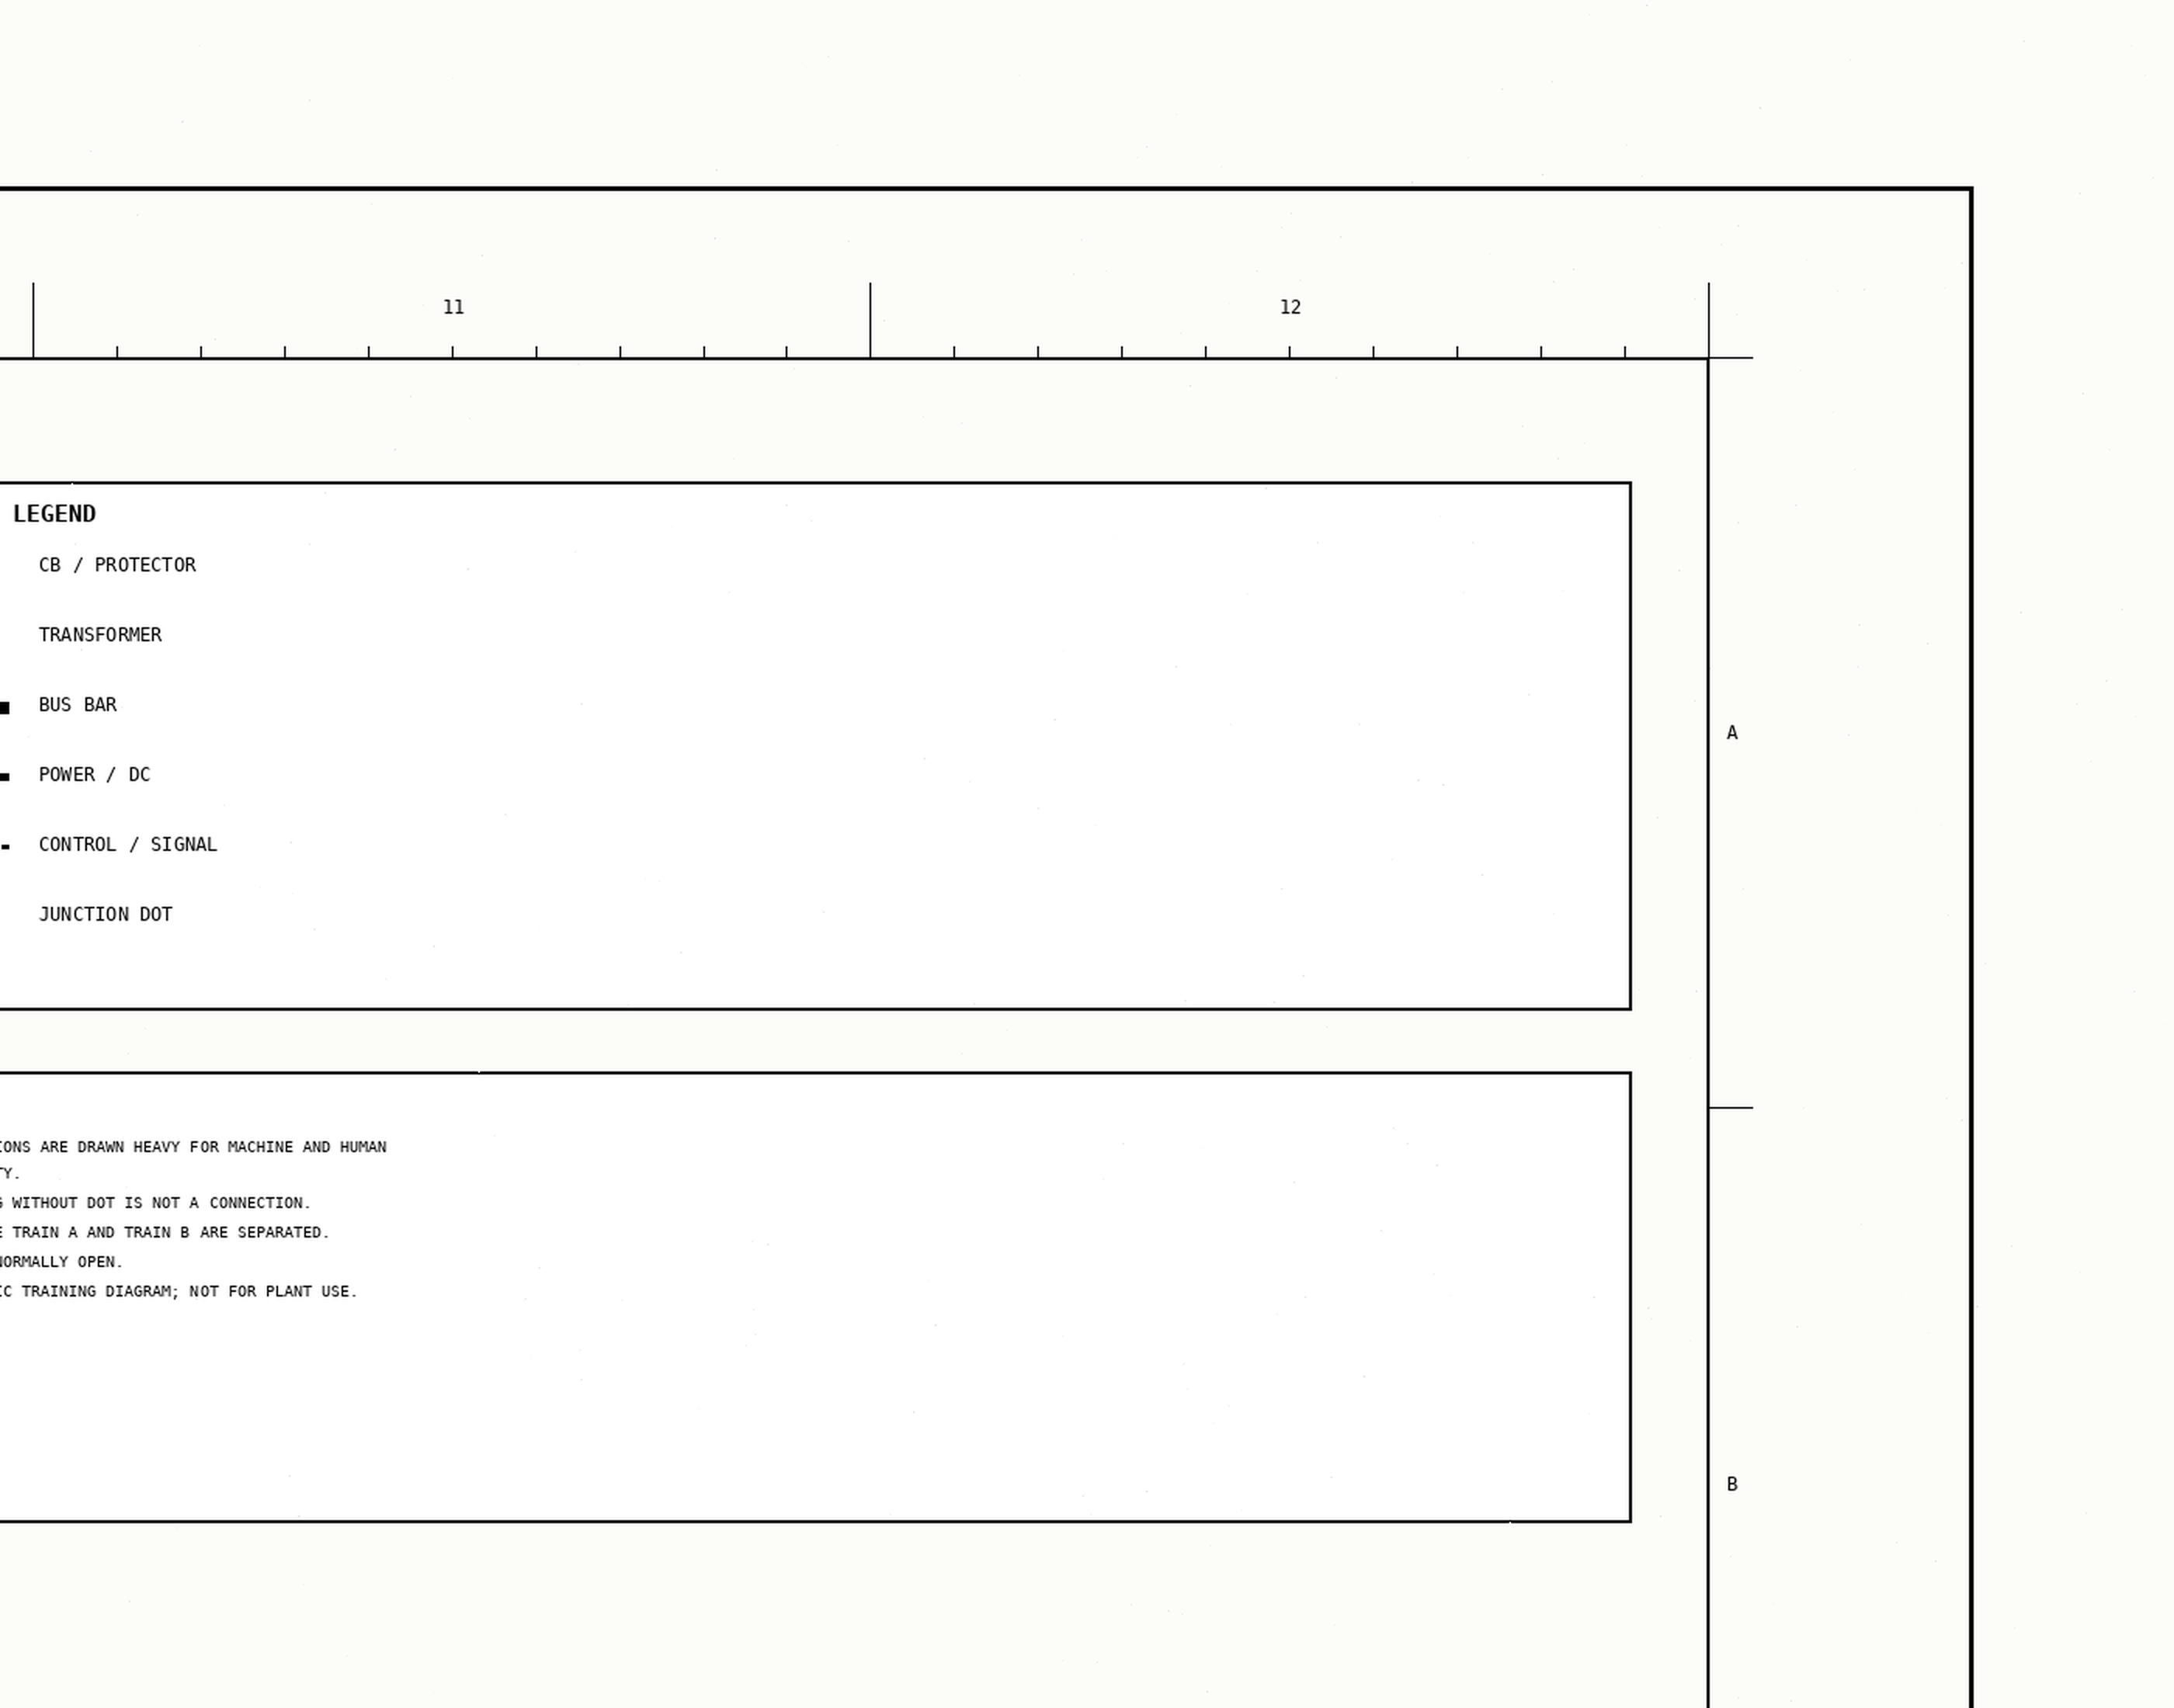 11 12
LEGEND
CB / PROTECTOR
TRANSFORMER
BUS BAR
A
POWER / DC
CONTROL / SIGNAL
JUNCTION DOT
ARE DRAWN HEAVY FOR MACHINE AND HUMAN
WITHOUT DOT IS NOT A CONNECTION.
TRAIN A AND TRAIN B ARE SEPARATED.
NORMALLY OPEN.
TRAINING DIAGRAM; NOT FOR PLANT USE.
B